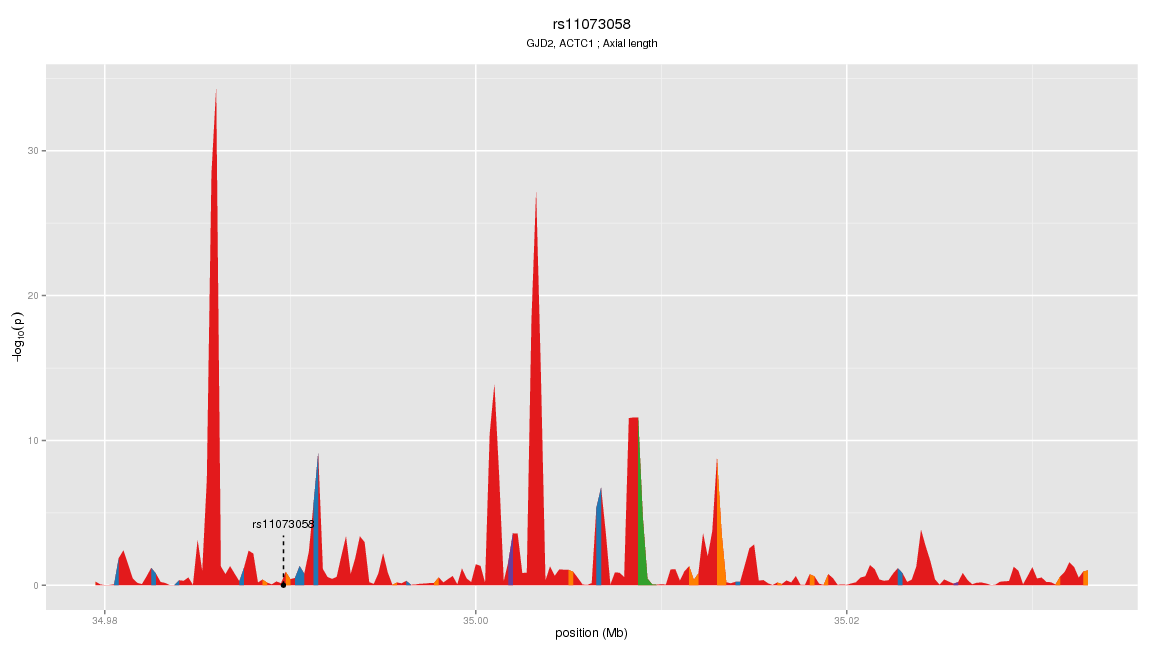 rs11073058
GJD2, ACTC1 ; Axial length
30
20
10
0
−log10(p)
rs11073058
34.98
35.00
35.02
position (Mb)